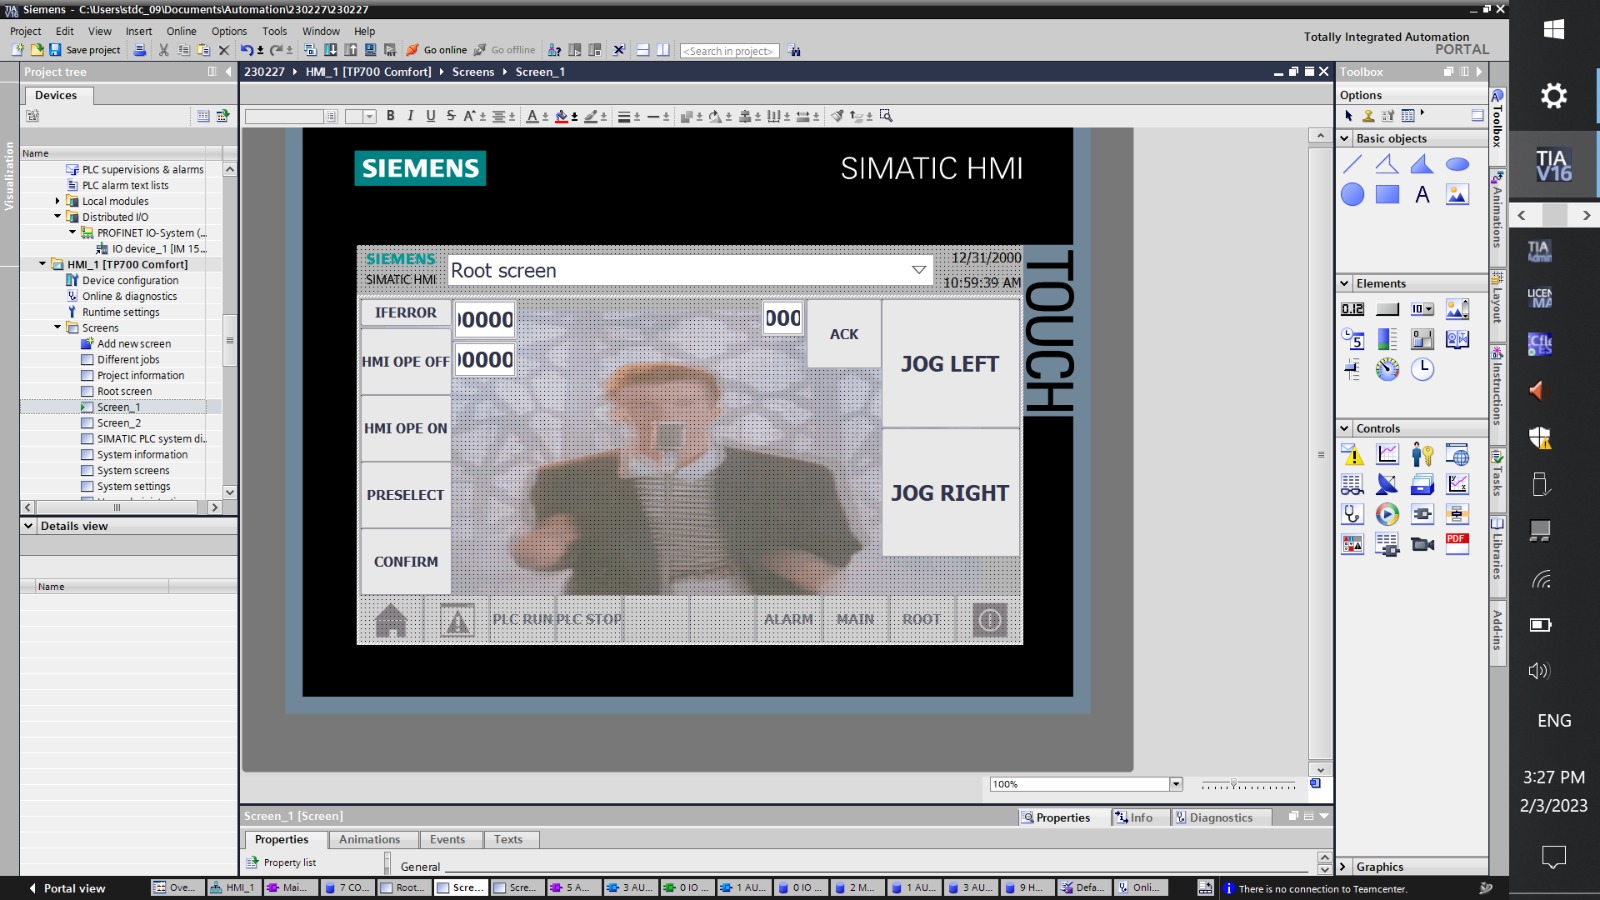 Siemens - C:\Users\stdc_09\Documents\Automation\230227\230227
Project Edit View Insert Online Options Tools Window Help
Totally Integrated Automation
PORTAL
Save project
Go online
Go offline
<Search in project>
Project tree
230227 HMI_1 [TP700 Comfort] Screens Screen_1
Toolbox
Devices
Options
Visualization
Name
PLC supervisions & alarms
PLC alarm text lists
Local modules
Distributed I/O
PROFINET IO-System (...
IO device_1 [IM 15...
HMI_1 [TP700 Comfort]
Device configuration
Online & diagnostics
Runtime settings
Screens
Add new screen
Different jobs
Project information
Root screen
Screen_1
Screen_2
SIMATIC PLC system di...
System information
System screens
System settings
Details view
Name
B I U S A
SIEMENS
SIMATIC HMI
TOUCH
SIEMENS
SIMATIC HMI
Root screen
12/31/2000
10:59:39 AM
IFERROR
00000
000
ACK
JOG LEFT
HMI OPE OFF
00000
HMI OPE ON
PRESELECT
JOG RIGHT
CONFIRM
PLC RUN
PLC STOP
ALARM
MAIN
ROOT
100%
Screen_1 [Screen]
Properties
Info
Diagnostics
Properties
Animations
Events
Texts
Property list
General
Basic objects
A
Elements
Controls
PDF
Graphics
Toolbox
Animations
Layout
Instructions
Tasks
Libraries
Add-ins
Portal view
Ove...
HMI_1
Mai...
7 CO...
Root...
Scre...
Scre...
5 A...
3 AU...
0 IO ...
1 AU...
0 IO ...
2 M...
1 AU...
3 AU...
9 H...
Defa...
Onli...
There is no connection to Teamcenter.
TIA
V16
ENG
3:27 PM
2/3/2023